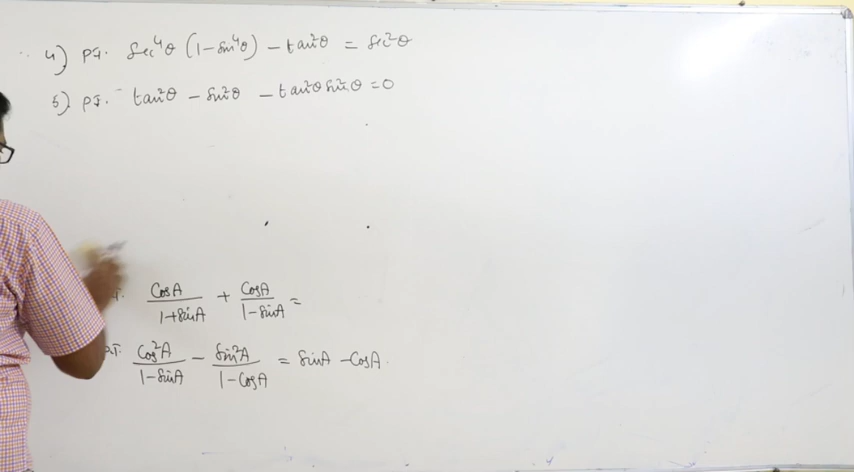 4) PT. Sec⁴θ (1-sin⁴θ) - tan²θ = sec²θ
5) PT. tan²θ - sin²θ - tan²θ sin²θ = 0
T. CosA/1+sinA + CosA/1-sinA =
PT. Cos²A/1-sinA - Sin²A/1-CosA = SinA - CosA.